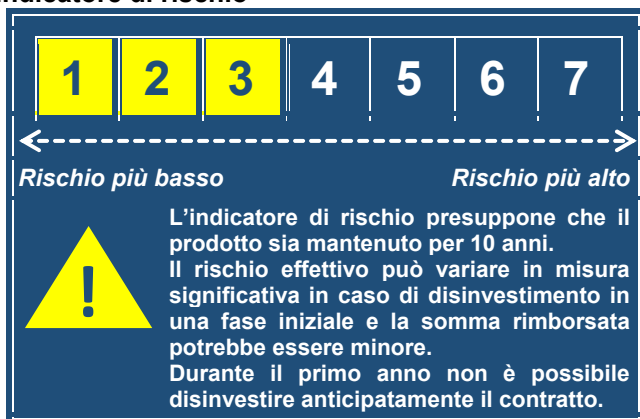 Indicatore di rischio
1 2 3 4 5 6 7
Rischio più basso Rischio più alto
L'indicatore di rischio presuppone che il
prodotto sia mantenuto per 10 anni.
Il rischio effettivo può variare in misura
significativa in caso di disinvestimento in
una fase iniziale e la somma rimborsata
potrebbe essere minore.
Durante il primo anno non è possibile
disinvestire anticipatamente il contratto.
!